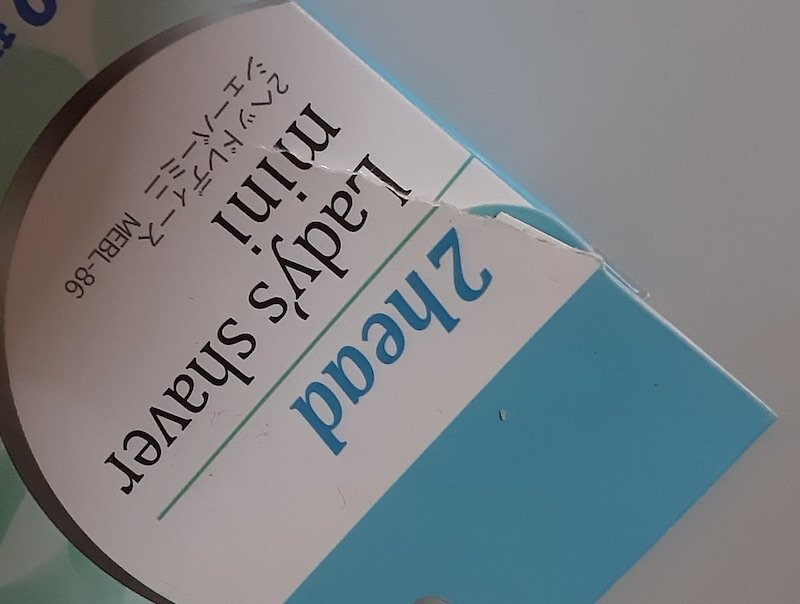 2head
Lady's shaver
mini
2ヘッドレディース
シェーバーミニ MEBL-86